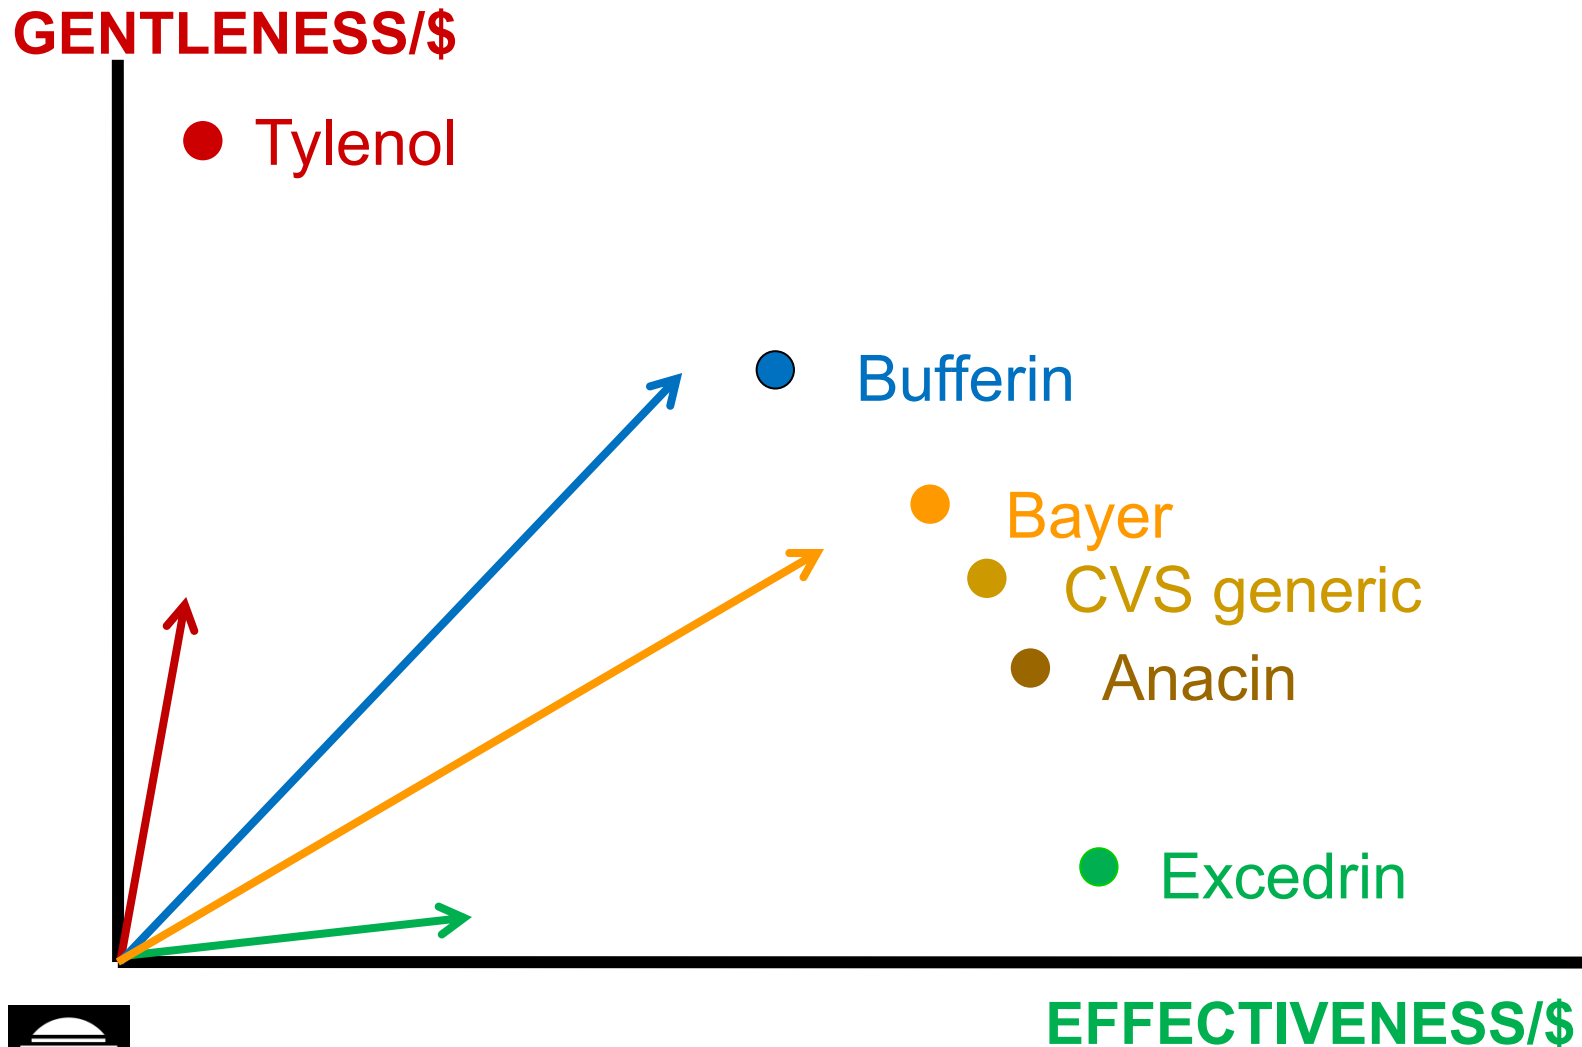 GENTLENESS/$
Tylenol
Bufferin
Bayer
CVS generic
Anacin
Excedrin
EFFECTIVENESS/$